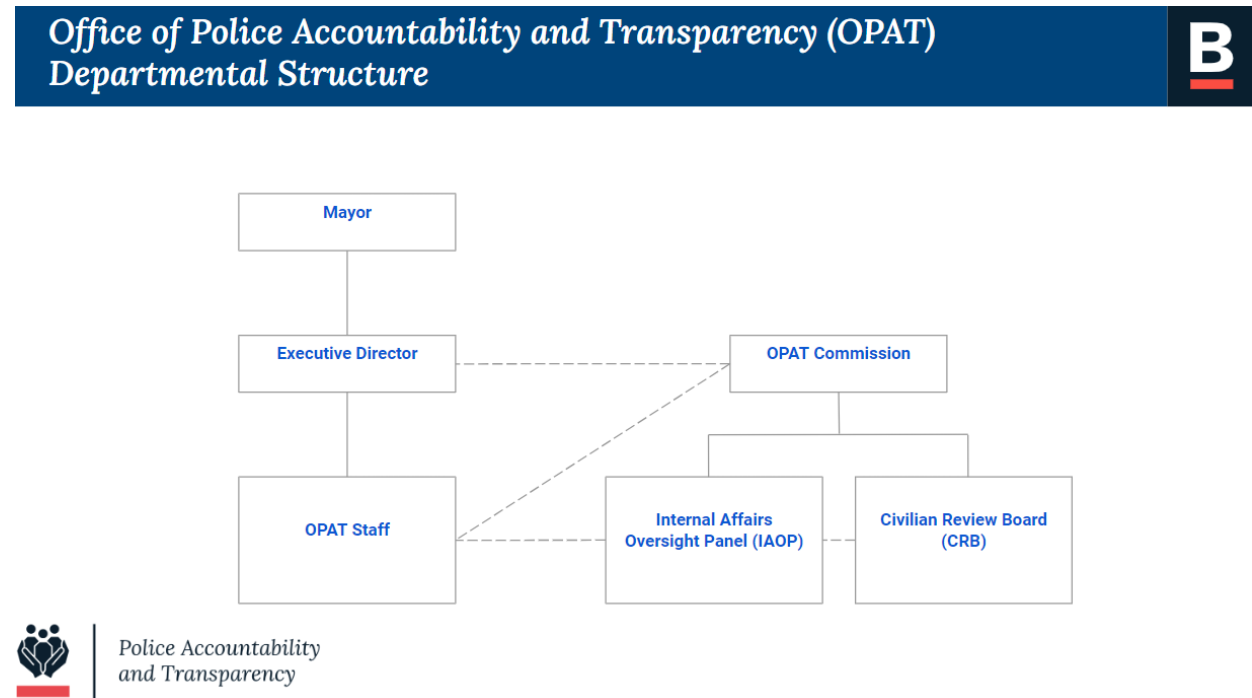 Office of Police Accountability and Transparency (OPAT)
Departmental Structure
B
Mayor
Executive Director
OPAT Commission
OPAT Staff
Internal Affairs
Oversight Panel (IAOP)
Civilian Review Board
(CRB)
Police Accountability
and Transparency